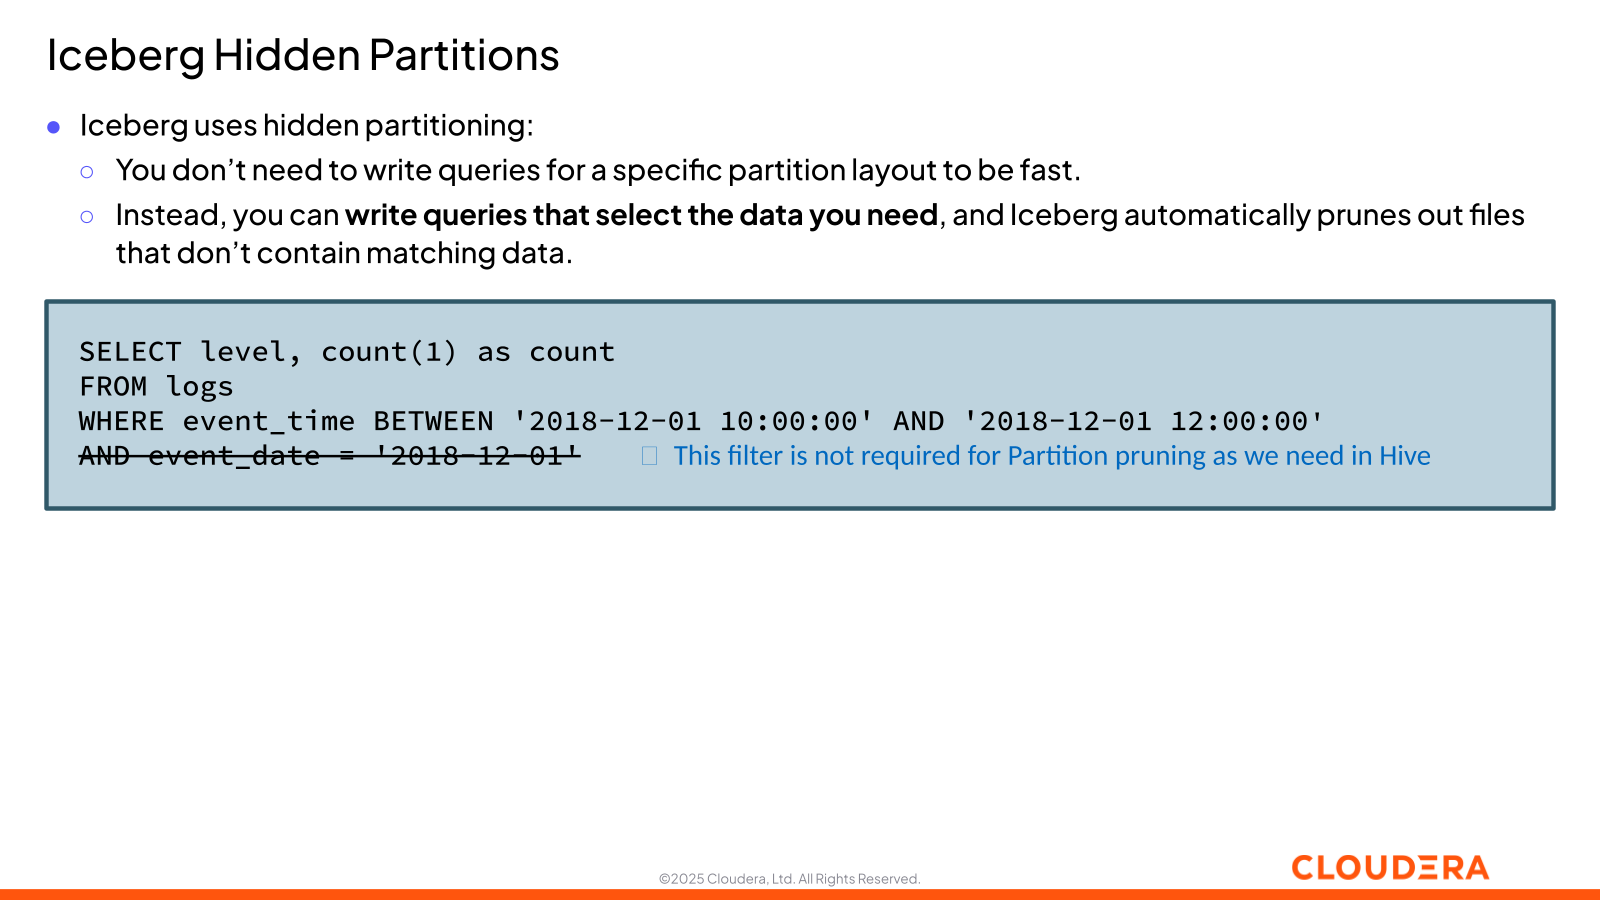 Iceberg Hidden Partitions
● Iceberg uses hidden partitioning:
○ You don’t need to write queries for a specific partition layout to be fast.
○ Instead, you can write queries that select the data you need, and Iceberg automatically prunes out files
that don’t contain matching data.
SELECT level, count(1) as count
FROM logs
WHERE event_time BETWEEN '2018-12-01 10:00:00' AND '2018-12-01 12:00:00'
AND event_date = '2018-12-01' This filter is not required for Partition pruning as we need in Hive
©2025 Cloudera, Ltd. All Rights Reserved.
CLOUDERA